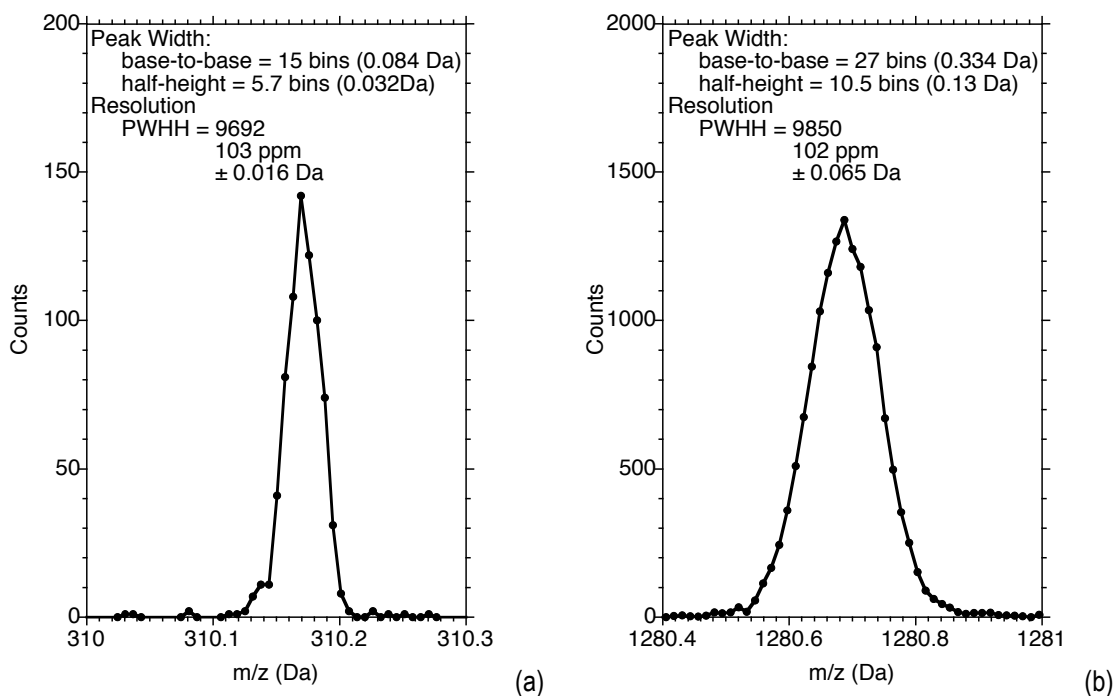 200
150
100
50
0
Counts
Peak Width:
base-to-base = 15 bins (0.084 Da)
half-height = 5.7 bins (0.032Da)
Resolution
PWHH = 9692
103 ppm
± 0.016 Da
310
310.1
310.2
310.3
m/z (Da)
(a)
2000
1500
1000
500
0
Counts
Peak Width:
base-to-base = 27 bins (0.334 Da)
half-height = 10.5 bins (0.13 Da)
Resolution
PWHH = 9850
102 ppm
± 0.065 Da
1280.4
1280.6
1280.8
1281
m/z (Da)
(b)